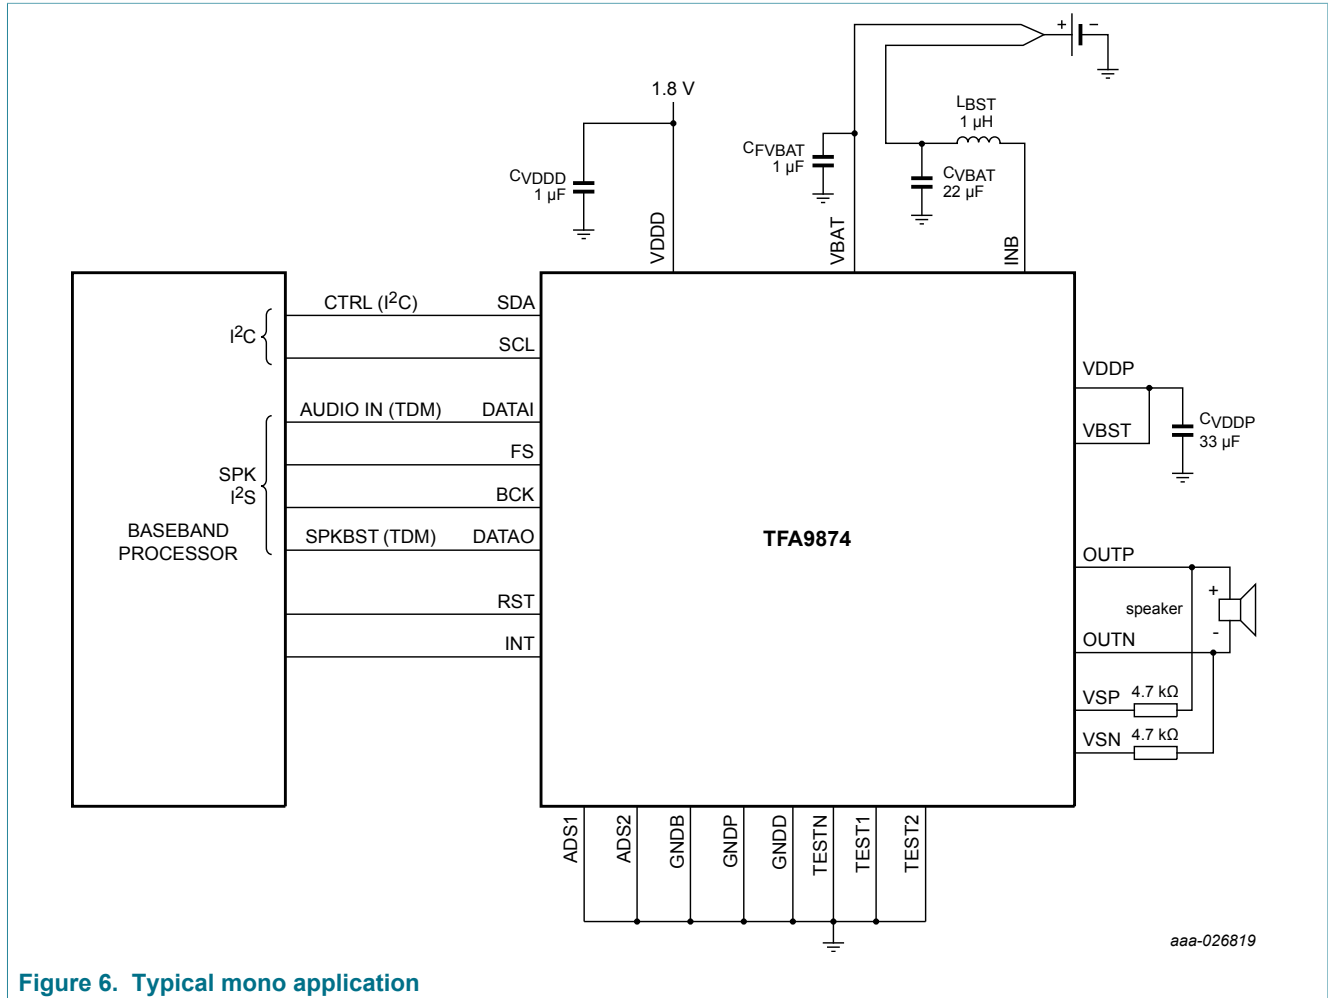 + −
1.8 V
LBST
1 µH
CFVBAT
1 µF
CVDDD
1 µF
CVBAT
22 µF
VDDD
VBAT
INB
CTRL (I2C)
SDA
I2C
SCL
VDDP
AUDIO IN (TDM)
DATAI
VBST
CVDDP
33 µF
FS
SPK
I2S
BCK
BASEBAND
PROCESSOR
SPKBST (TDM)
DATAO
TFA9874
OUTP
RST
+
speaker
-
INT
OUTN
VSP
4.7 kΩ
VSN
4.7 kΩ
ADS1
ADS2
GNDB
GNDP
GNDD
TESTN
TEST1
TEST2
aaa-026819
Figure 6. Typical mono application